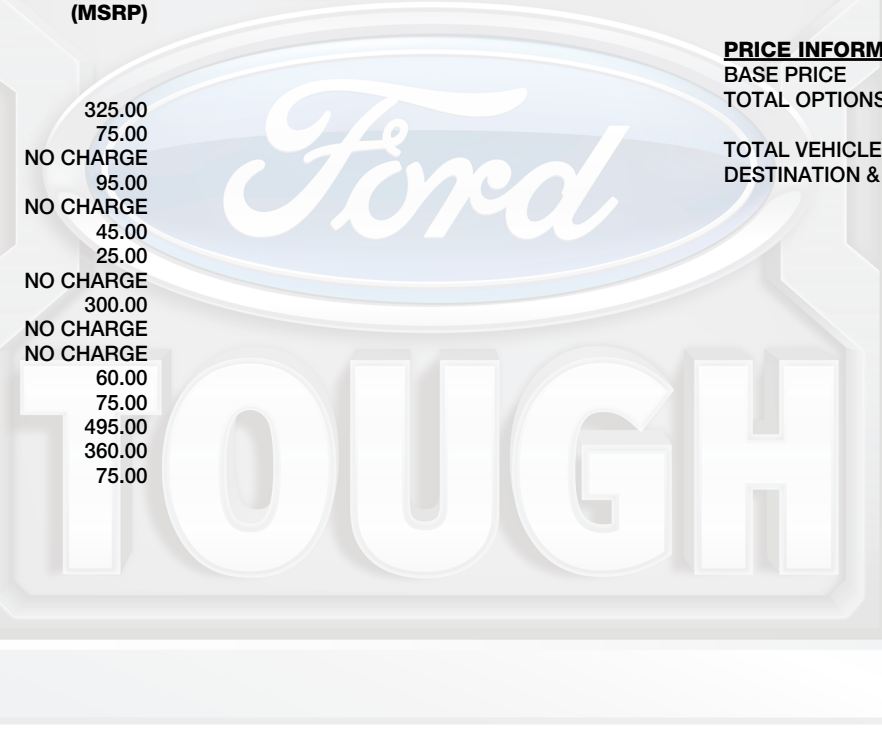 (MSRP)
325.00
75.00
NO CHARGE
95.00
NO CHARGE
45.00
25.00
NO CHARGE
300.00
NO CHARGE
NO CHARGE
60.00
75.00
495.00
360.00
75.00
PRICE INFORM
BASE PRICE
TOTAL OPTIONS
TOTAL VEHICLE
DESTINATION &
Ford
TOUGH